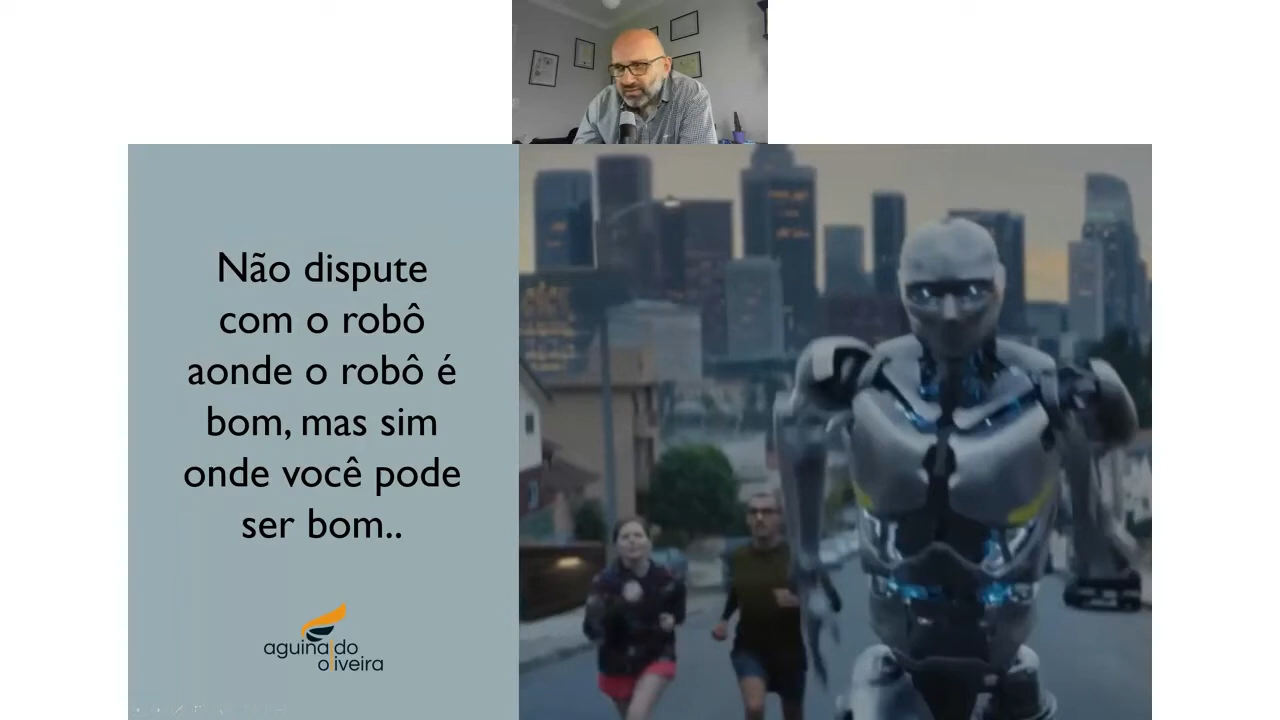 Não dispute
com o robô
aonde o robô é
bom, mas sim
onde você pode
ser bom..
aguinaldo
oliveira